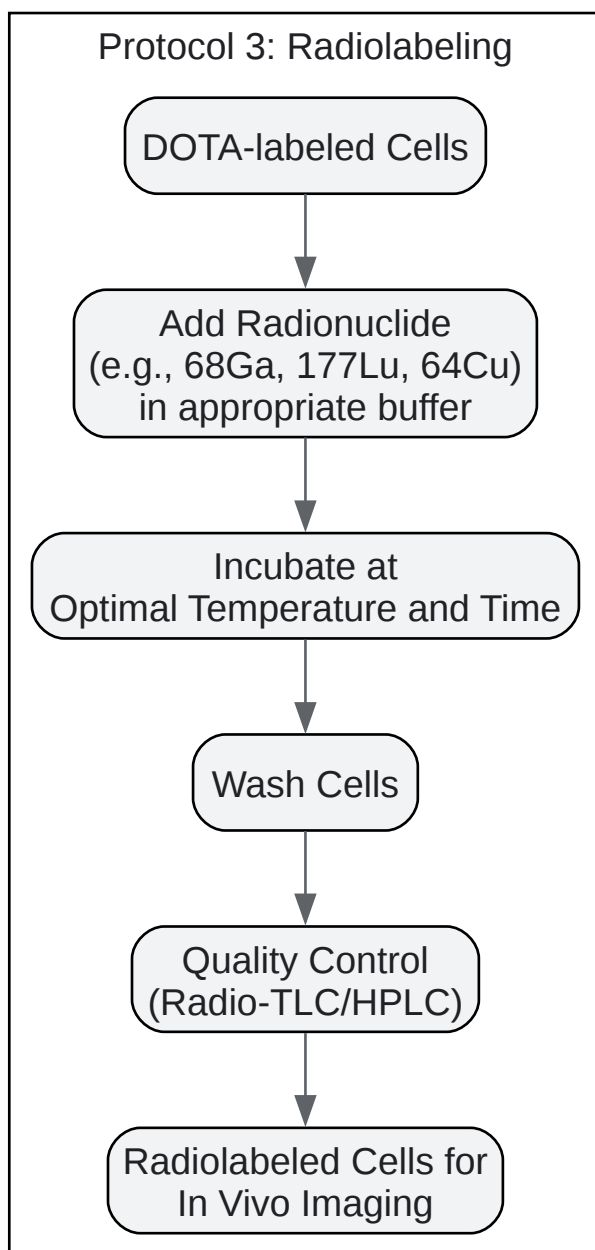 Protocol 3: Radiolabeling
DOTA-labeled Cells
Add Radionuclide
(e.g., 68Ga, 177Lu, 64Cu)
in appropriate buffer
Incubate at
Optimal Temperature and Time
Wash Cells
Quality Control
(Radio-TLC/HPLC)
Radiolabeled Cells for
In Vivo Imaging